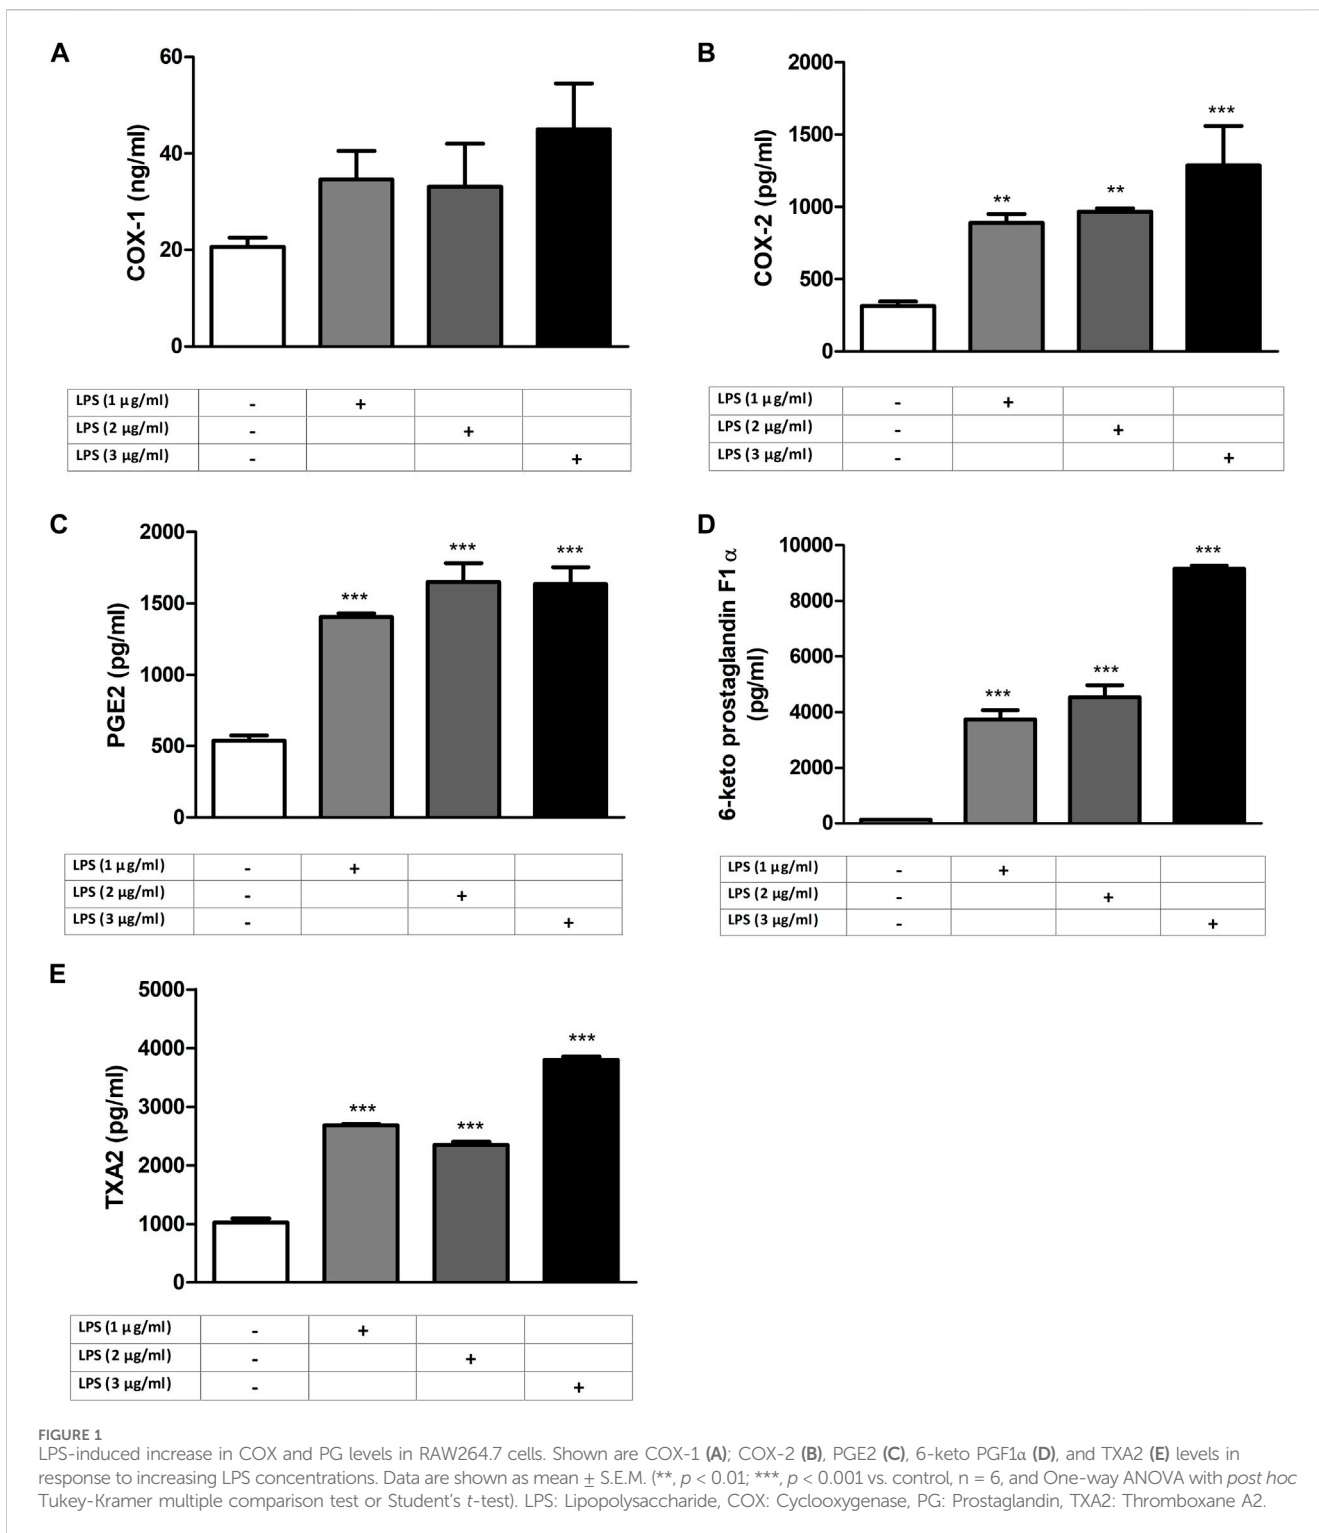 A
COX-1 (ng/ml)
60
40
20
0
LPS (1 µg/ml) - +
LPS (2 µg/ml) - +
LPS (3 µg/ml) - +
B
COX-2 (pg/ml)
2000
1500
1000
500
0
** ** ***
LPS (1 µg/ml) - +
LPS (2 µg/ml) - +
LPS (3 µg/ml) - +
C
PGE2 (pg/ml)
2000
1500
1000
500
0
*** *** ***
LPS (1 µg/ml) - +
LPS (2 µg/ml) - +
LPS (3 µg/ml) - +
D
6-keto prostaglandin F1 α
(pg/ml)
10000
8000
6000
4000
2000
0
*** *** ***
LPS (1 µg/ml) - +
LPS (2 µg/ml) - +
LPS (3 µg/ml) - +
E
TXA2 (pg/ml)
5000
4000
3000
2000
1000
0
*** *** ***
LPS (1 µg/ml) - +
LPS (2 µg/ml) - +
LPS (3 µg/ml) - +
FIGURE 1
LPS-induced increase in COX and PG levels in RAW264.7 cells. Shown are COX-1 (A); COX-2 (B), PGE2 (C), 6-keto PGF1α (D), and TXA2 (E) levels in
response to increasing LPS concentrations. Data are shown as mean ± S.E.M. (**, p < 0.01; ***, p < 0.001 vs. control, n = 6, and One-way ANOVA with post hoc
Tukey-Kramer multiple comparison test or Student's t-test). LPS: Lipopolysaccharide, COX: Cyclooxygenase, PG: Prostaglandin, TXA2: Thromboxane A2.